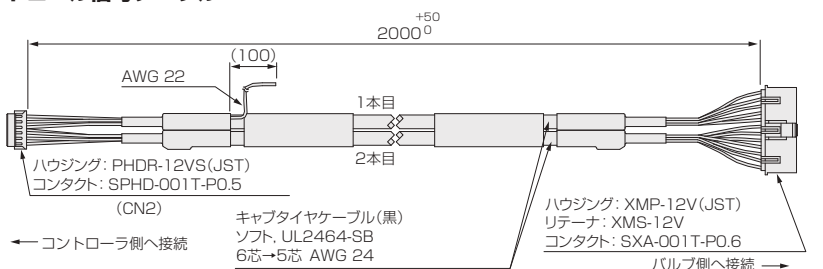 2000 +50 0
(100)
AWG 22
1本目
2本目
ハウジング: PHDR-12VS(JST)
コンタクト: SPHD-001T-P0.5
(CN2)
キャブタイヤケーブル(黒)
ソフト, UL2464-SB
6芯→5芯 AWG 24
ハウジング: XMP-12V(JST)
リテーナ: XMS-12V
コンタクト: SXA-001T-P0.6
← コントローラ側へ接続
バルブ側へ接続 →